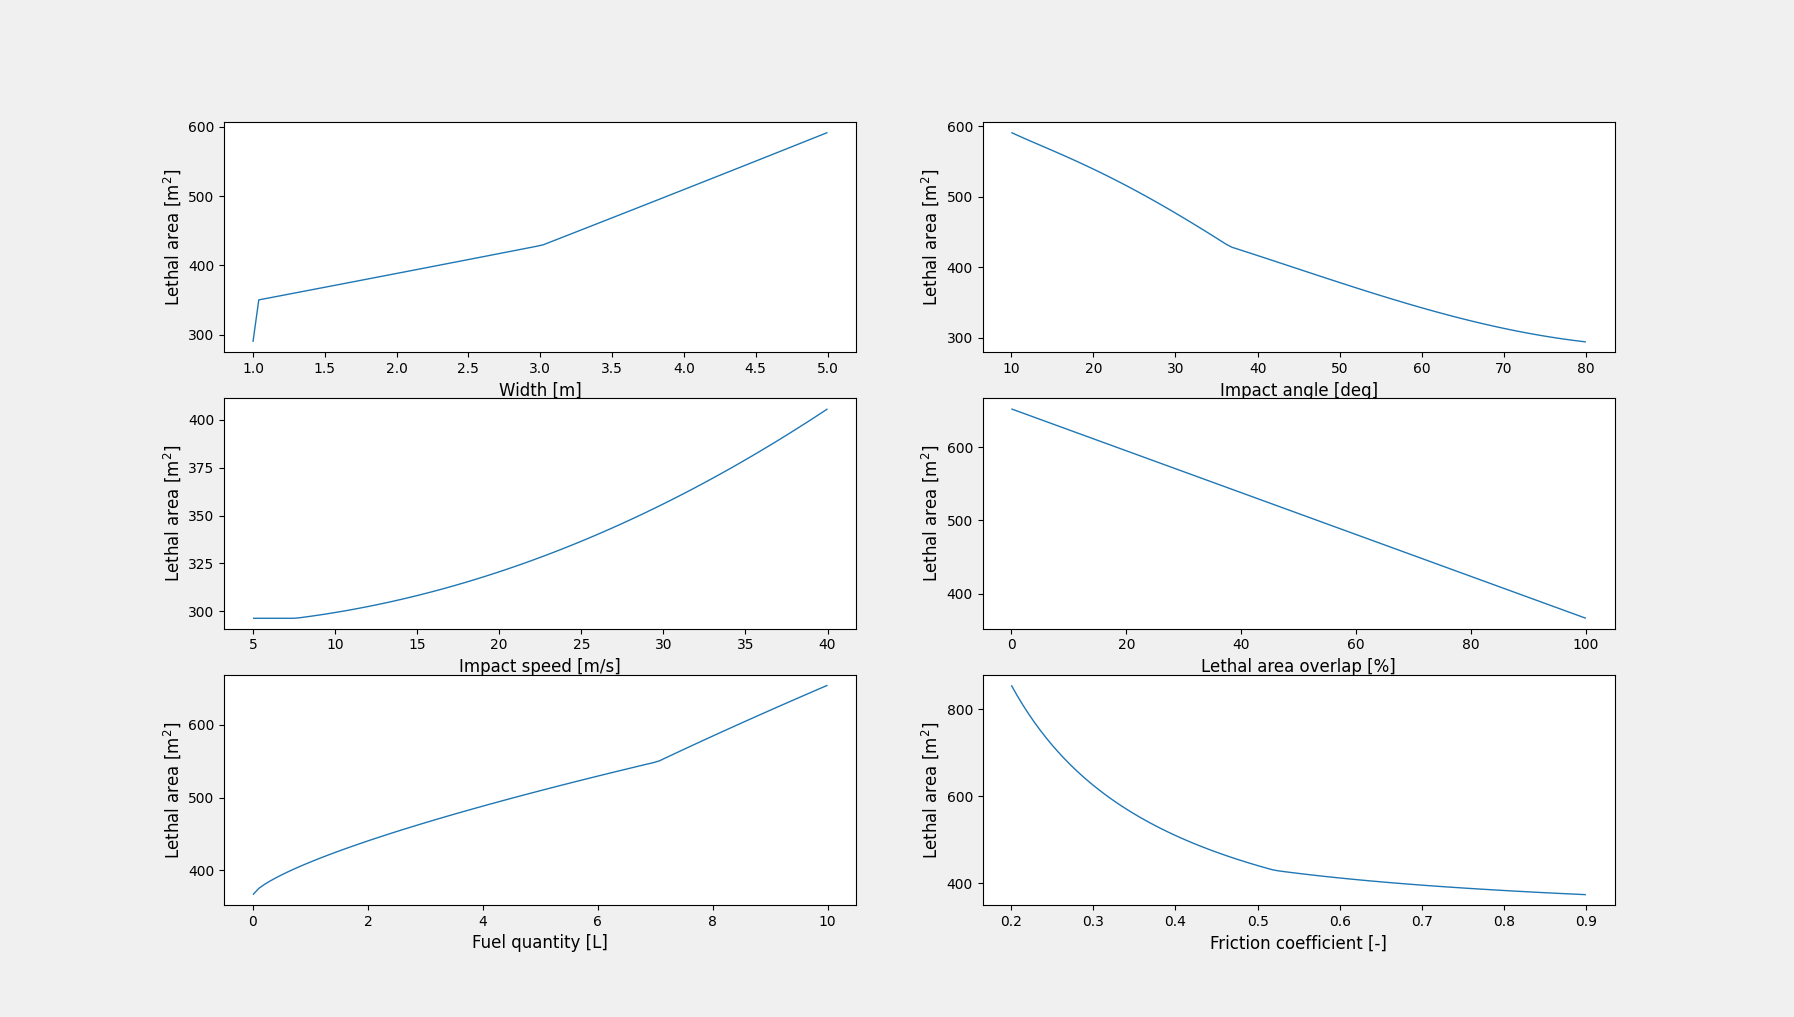 Lethal area [m²]
600
500
400
300
1.0 1.5 2.0 2.5 3.0 3.5 4.0 4.5 5.0
Width [m]
Lethal area [m²]
600
500
400
300
10 20 30 40 50 60 70 80
Impact angle [deg]
Lethal area [m²]
400
375
350
325
300
5 10 15 20 25 30 35 40
Impact speed [m/s]
Lethal area [m²]
600
500
400
0 20 40 60 80 100
Lethal area overlap [%]
Lethal area [m²]
600
500
400
0 2 4 6 8 10
Fuel quantity [L]
Lethal area [m²]
800
600
400
0.2 0.3 0.4 0.5 0.6 0.7 0.8 0.9
Friction coefficient [-]